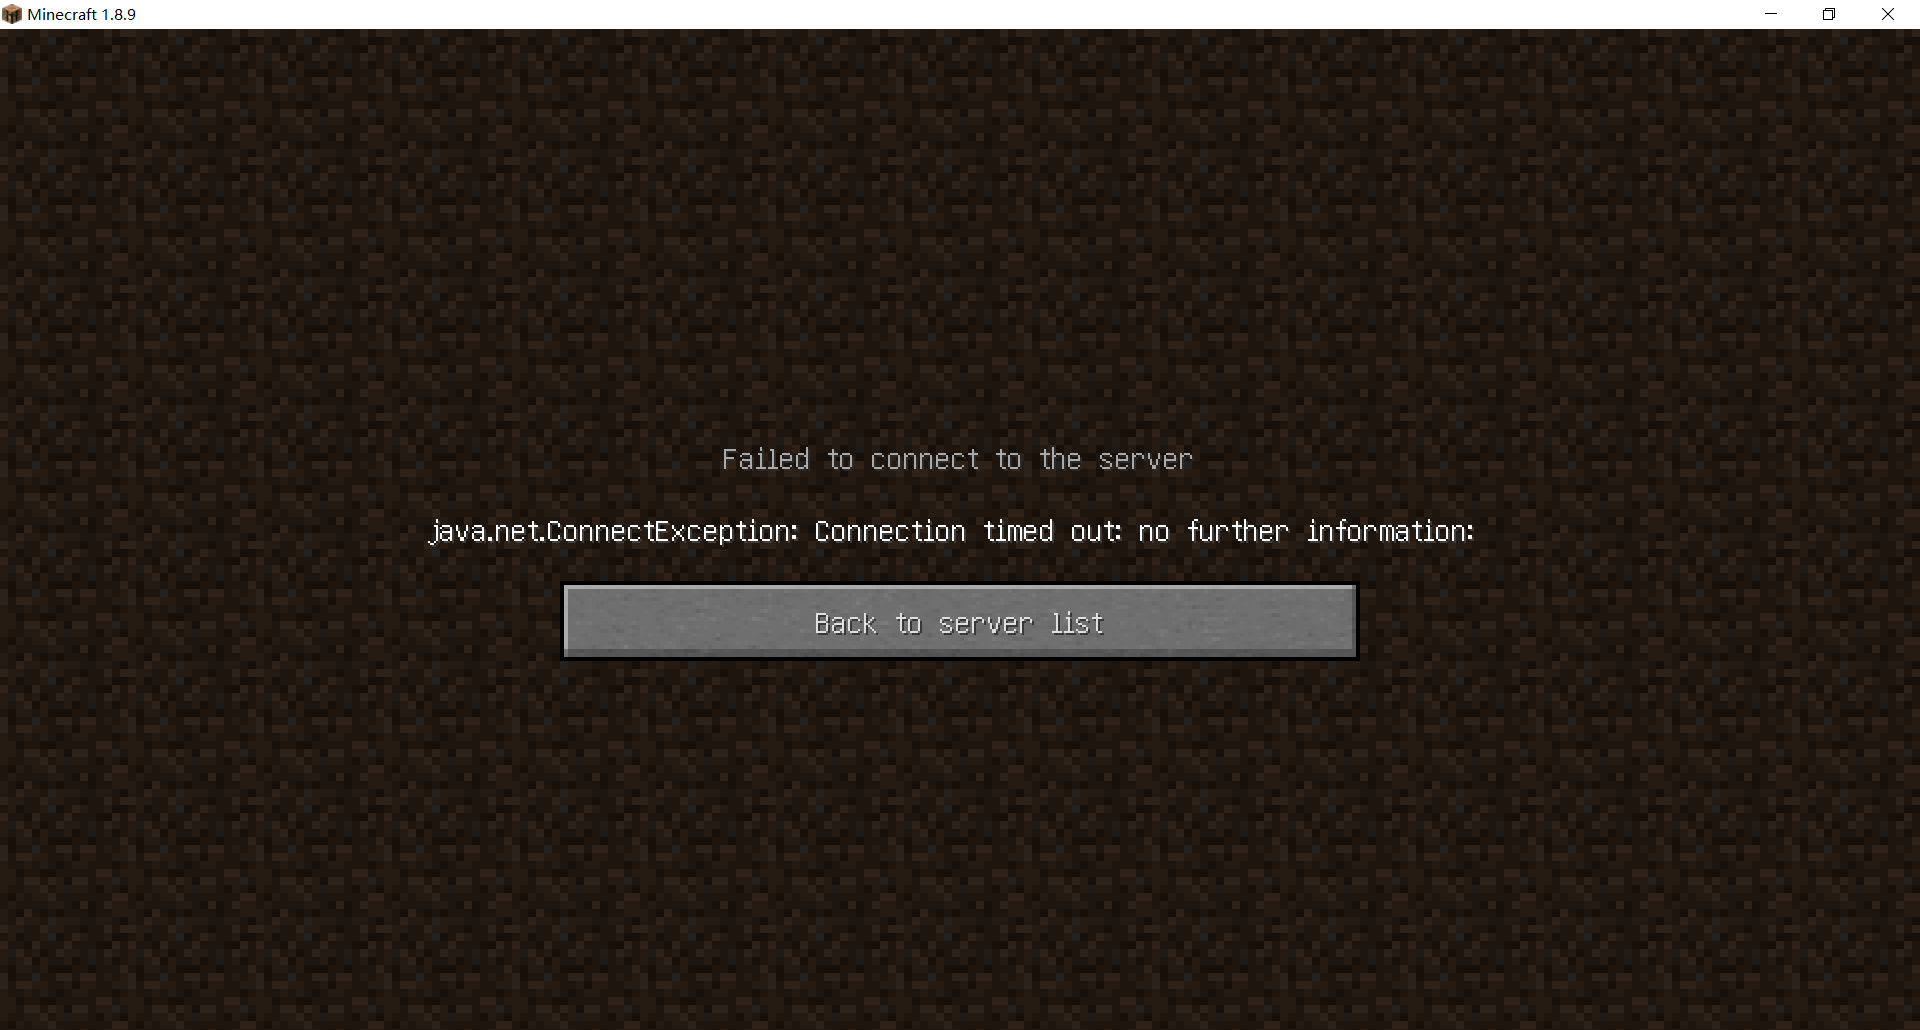 Minecraft 1.8.9
Failed to connect to the server
java.net.ConnectException: Connection timed out: no further information:
Back to server list